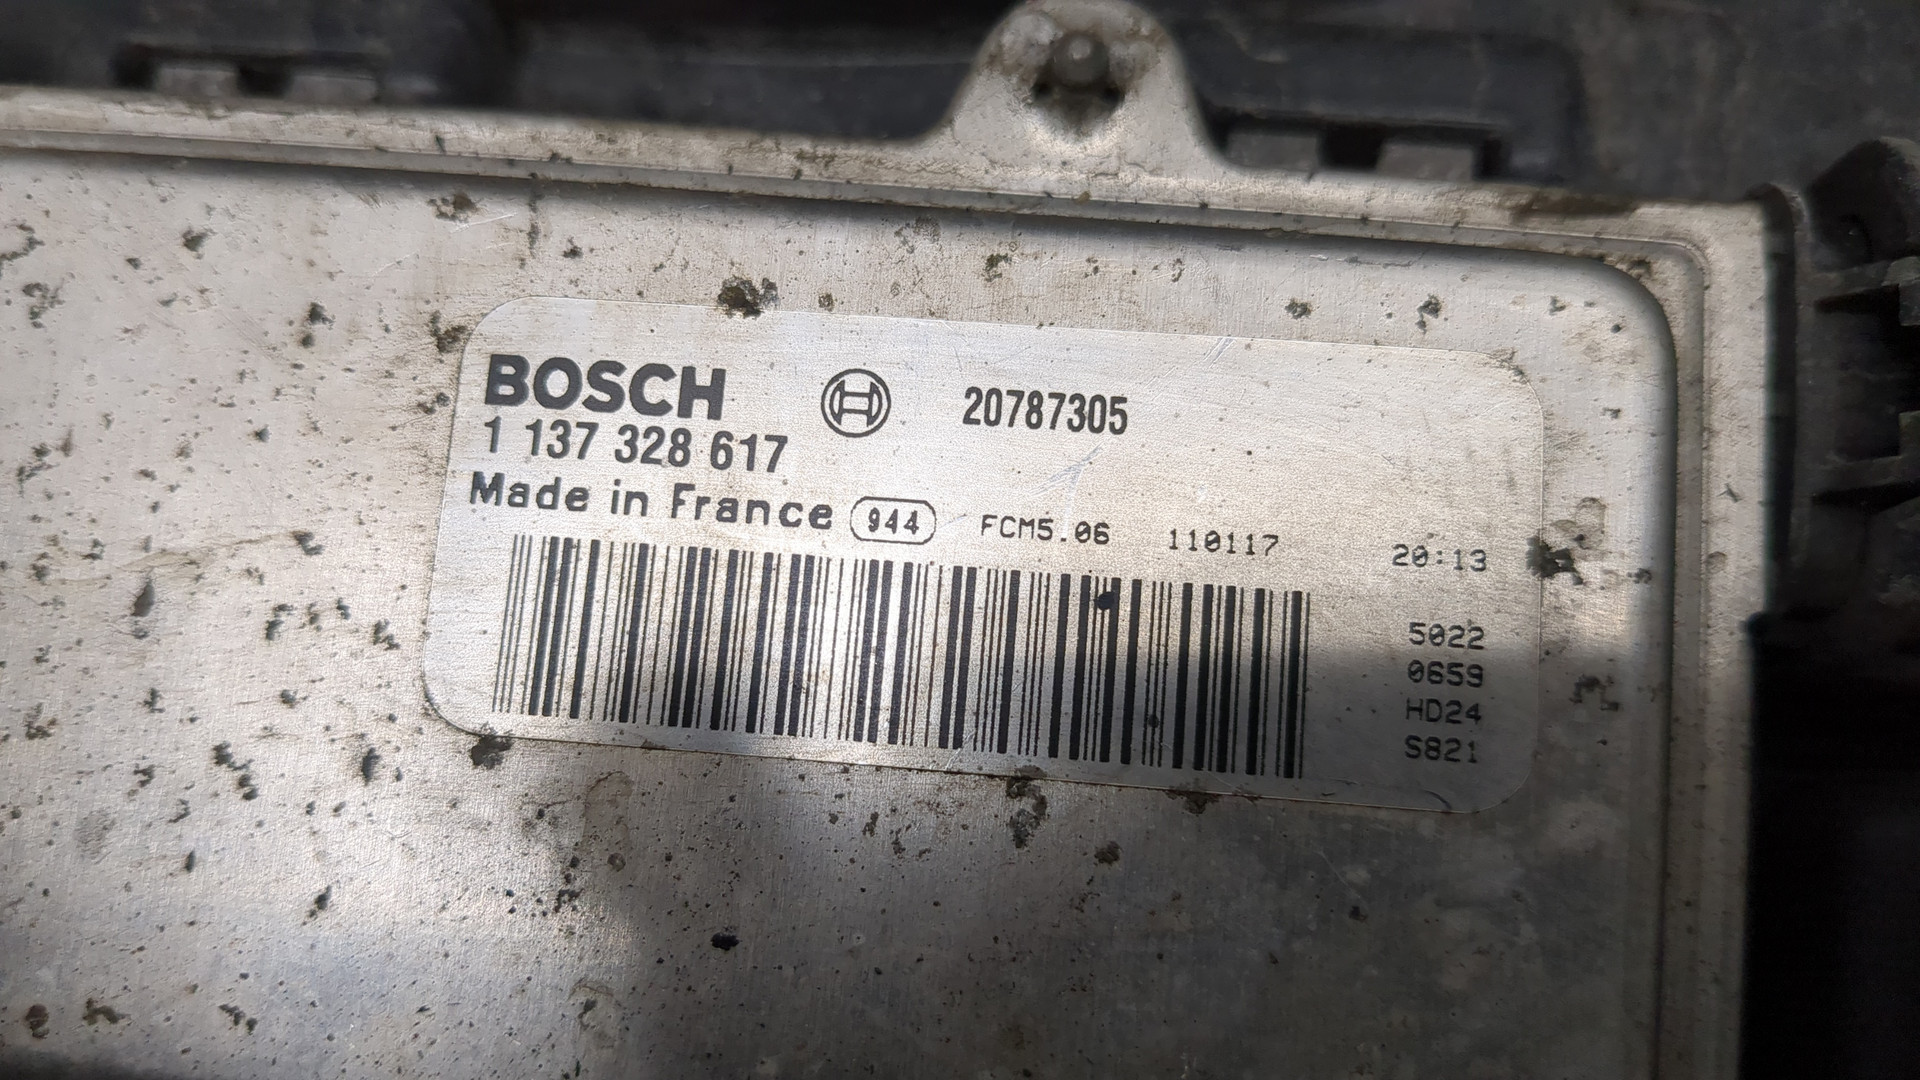 BOSCH 20787305
1 137 328 617
Made in France 944 FCM5.06 110117 20:13
5022
0659
HD24
S821